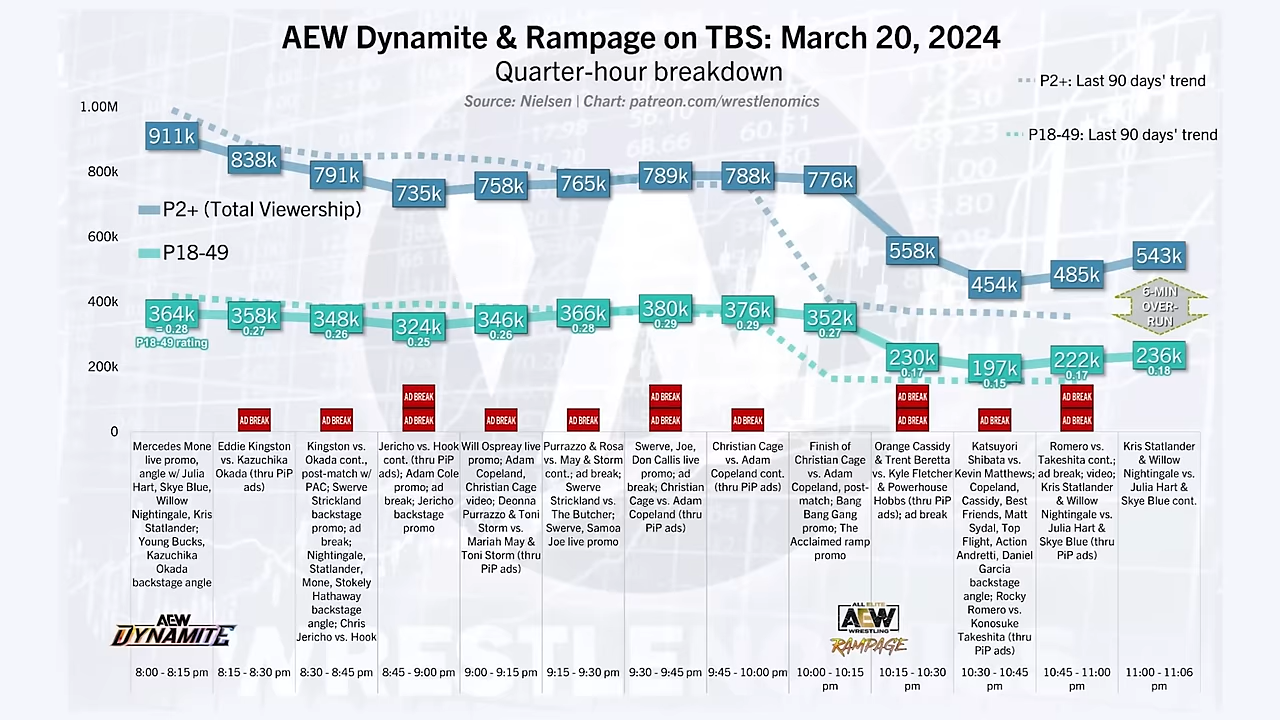 AEW Dynamite & Rampage on TBS: March 20, 2024
Quarter-hour breakdown
Source: Nielsen | Chart: patreon.com/wrestlenomics
P2+: Last 90 days' trend
P18-49: Last 90 days' trend
1.00M
800k
600k
400k
200k
0
P2+ (Total Viewership)
P18-49
911k
838k
791k
735k
758k
765k
789k
788k
776k
558k
454k
485k
543k
6-MIN
OVER-
RUN
364k
= 0.28
P18-49 rating
358k
0.27
348k
0.26
324k
0.25
346k
0.26
366k
0.28
380k
0.29
376k
0.29
352k
0.27
230k
0.17
197k
0.15
222k
0.17
236k
0.18
AD BREAK
AD BREAK
AD BREAK
AD BREAK
AD BREAK
AD BREAK
AD BREAK
AD BREAK
AD BREAK
AD BREAK
AD BREAK
AD BREAK
AD BREAK
AD BREAK
Mercedes Mone
live promo,
angle w/ Julia
Hart, Skye Blue,
Willow
Nightingale, Kris
Statlander;
Young Bucks,
Kazuchika
Okada
backstage angle
Eddie Kingston
vs. Kazuchika
Okada (thru PiP
ads)
Kingston vs.
Okada cont.,
post-match w/
PAC; Swerve
Strickland
backstage
promo; ad
break;
Nightingale,
Statlander,
Mone, Stokely
Hathaway
backstage
angle; Chris
Jericho vs. Hook
Jericho vs. Hook
cont. (thru PiP
ads); Adam Cole
promo; ad
break; Jericho
backstage
promo
Will Ospreay live
promo; Adam
Copeland,
Christian Cage
video; Deonna
Purrazzo & Toni
Storm vs.
Mariah May &
Toni Storm (thru
PiP ads)
Purrazzo & Rosa
vs. May & Storm
cont.; ad break;
Swerve
Strickland vs.
The Butcher;
Swerve, Samoa
Joe live promo
Swerve, Joe,
Don Callis live
promo; ad
break; Christian
Cage vs. Adam
Copeland (thru
PiP ads)
Christian Cage
vs. Adam
Copeland cont.
(thru PiP ads)
Finish of
Christian Cage
vs. Adam
Copeland, post-
match; Bang
Bang Gang
promo; The
Acclaimed ramp
promo
Orange Cassidy
& Trent Beretta
vs. Kyle Fletcher
& Powerhouse
Hobbs (thru PiP
ads); ad break
Katsuyori
Shibata vs.
Kevin Matthews;
Copeland,
Cassidy, Best
Friends, Matt
Sydal, Top
Flight, Action
Andretti, Daniel
Garcia
backstage
angle; Rocky
Romero vs.
Konosuke
Takeshita (thru
PiP ads)
Romero vs.
Takeshita cont.;
ad break; video;
Kris Statlander
& Willow
Nightingale vs.
Julia Hart &
Skye Blue (thru
PiP ads)
Kris Statlander
& Willow
Nightingale vs.
Julia Hart &
Skye Blue cont.
AEW
DYNAMITE
ALL ELITE
AEW
WRESTLING
RAMPAGE
8:00 - 8:15 pm
8:15 - 8:30 pm
8:30 - 8:45 pm
8:45 - 9:00 pm
9:00 - 9:15 pm
9:15 - 9:30 pm
9:30 - 9:45 pm
9:45 - 10:00 pm
10:00 - 10:15
pm
10:15 - 10:30
pm
10:30 - 10:45
pm
10:45 - 11:00
pm
11:00 - 11:06
pm